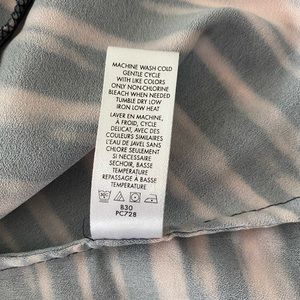 MACHINE WASH COLD
GENTLE CYCLE
WITH LIKE COLORS
ONLY NON-CHLORINE
BLEACH WHEN NEEDED
TUMBLE DRY LOW
IRON LOW HEAT
LAVER EN MACHINE,
À FROID, CYCLE
DELICAT, AVEC DES
COULEURS SIMILAIRES
L'EAU DE JAVEL SANS
CHLORE SEULEMENT
SI NECESSAIRE
SECHOIR, BASSE
TEMPERATURE
REPASSAGE À BASSE
TEMPERATURE
B30
PC728